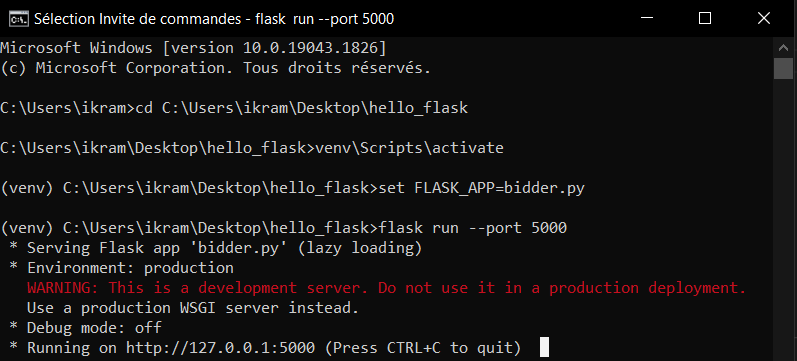 Sélection Invite de commandes - flask run --port 5000
Microsoft Windows [version 10.0.19043.1826]
(c) Microsoft Corporation. Tous droits réservés.
C:\Users\ikram>cd C:\Users\ikram\Desktop\hello_flask
C:\Users\ikram\Desktop\hello_flask>venv\Scripts\activate
(venv) C:\Users\ikram\Desktop\hello_flask>set FLASK_APP=bidder.py
(venv) C:\Users\ikram\Desktop\hello_flask>flask run --port 5000
* Serving Flask app 'bidder.py' (lazy loading)
* Environment: production
WARNING: This is a development server. Do not use it in a production deployment.
Use a production WSGI server instead.
* Debug mode: off
* Running on http://127.0.0.1:5000 (Press CTRL+C to quit)